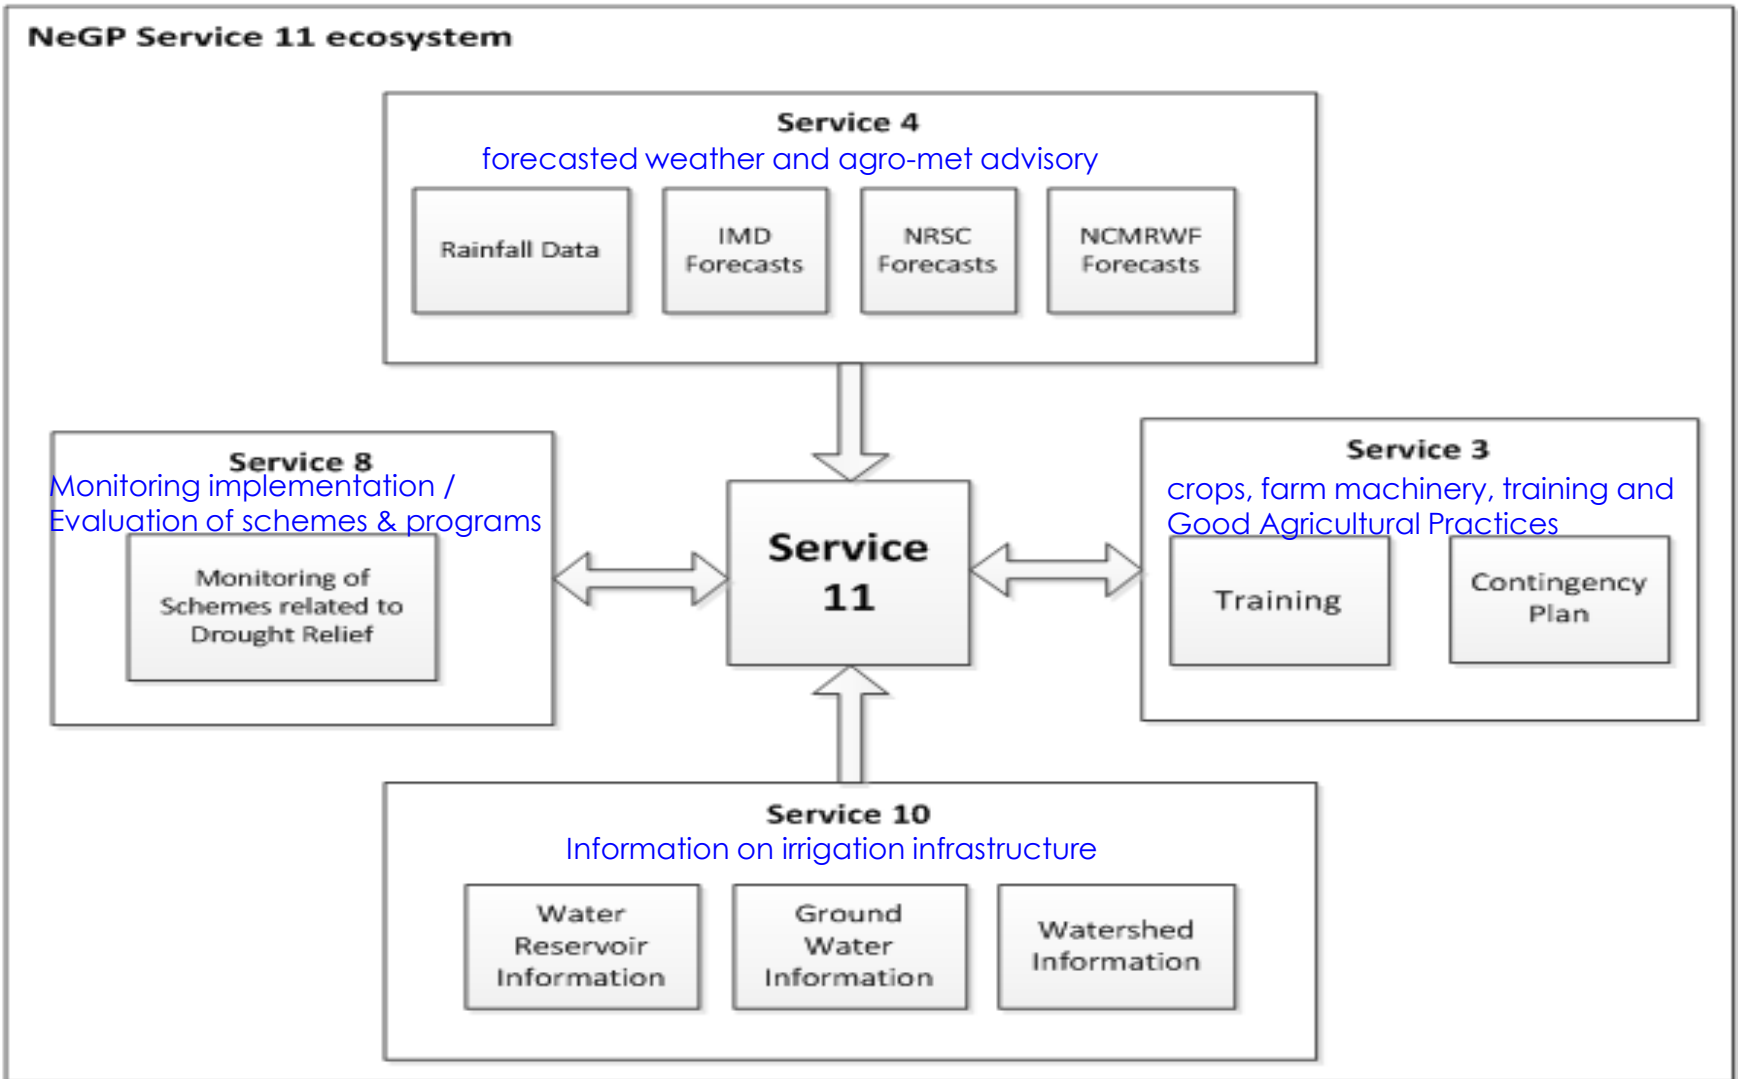 NeGP Service 11 ecosystem
Service 4
forecasted weather and agro-met advisory
Rainfall Data
IMD
Forecasts
NRSC
Forecasts
NCMRWF
Forecasts
Service 8
Monitoring implementation /
Evaluation of schemes & programs
Monitoring of
Schemes related to
Drought Relief
Service
11
Service 3
crops, farm machinery, training and
Good Agricultural Practices
Training
Contingency
Plan
Service 10
Information on irrigation infrastructure
Water
Reservoir
Information
Ground
Water
Information
Watershed
Information